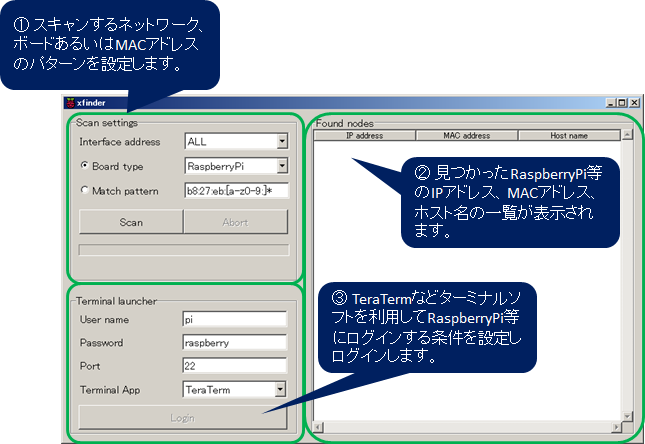 ① スキャンするネットワーク、
ボードあるいはMACアドレス
のパターンを設定します。
xfinder
Scan settings
Interface address ALL
Board type RaspberryPi
Match pattern b8:27:eb:[a-z0-9:]*
Scan Abort
Terminal launcher
User name pi
Password raspberry
Port 22
Terminal App TeraTerm
Login
Found nodes
IP address MAC address Host name
② 見つかったRaspberryPi等
のIPアドレス、MACアドレス、
ホスト名の一覧が表示され
ます。
③ TeraTermなどターミナルソ
フトを利用してRaspberryPi等
にログインする条件を設定し
ログインします。